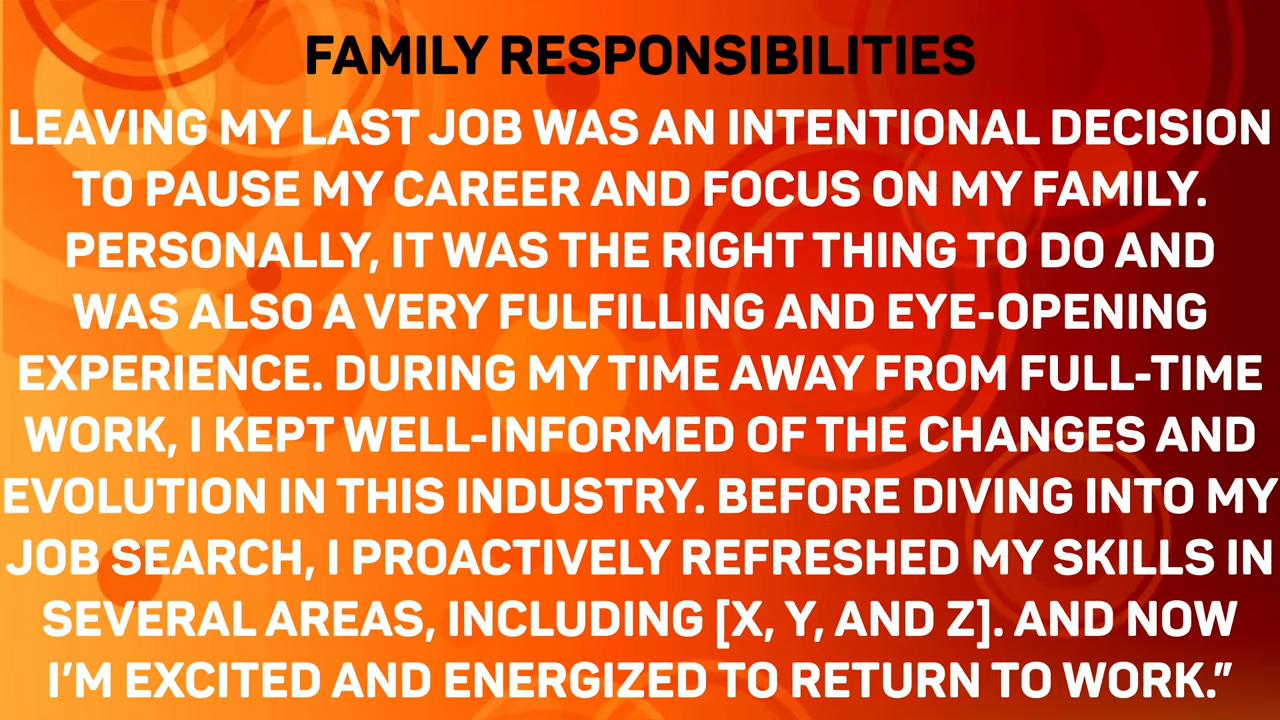 FAMILY RESPONSIBILITIES
LEAVING MY LAST JOB WAS AN INTENTIONAL DECISION
TO PAUSE MY CAREER AND FOCUS ON MY FAMILY.
PERSONALLY, IT WAS THE RIGHT THING TO DO AND
WAS ALSO A VERY FULFILLING AND EYE-OPENING
EXPERIENCE. DURING MY TIME AWAY FROM FULL-TIME
WORK, I KEPT WELL-INFORMED OF THE CHANGES AND
EVOLUTION IN THIS INDUSTRY. BEFORE DIVING INTO MY
JOB SEARCH, I PROACTIVELY REFRESHED MY SKILLS IN
SEVERAL AREAS, INCLUDING [X, Y, AND Z]. AND NOW
I’M EXCITED AND ENERGIZED TO RETURN TO WORK.”